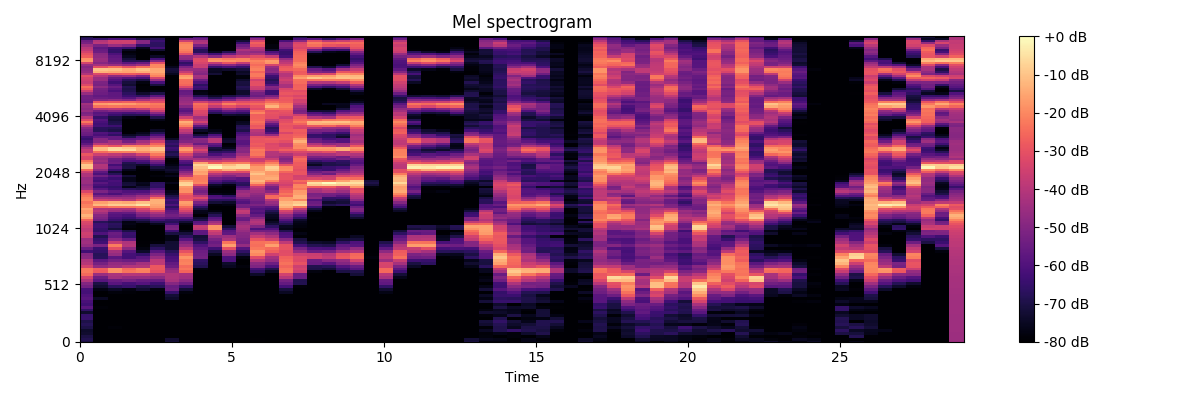 Mel spectrogram
8192
4096
2048
1024
512
0
Hz
0 5 10 15 20 25
Time
+0 dB
-10 dB
-20 dB
-30 dB
-40 dB
-50 dB
-60 dB
-70 dB
-80 dB